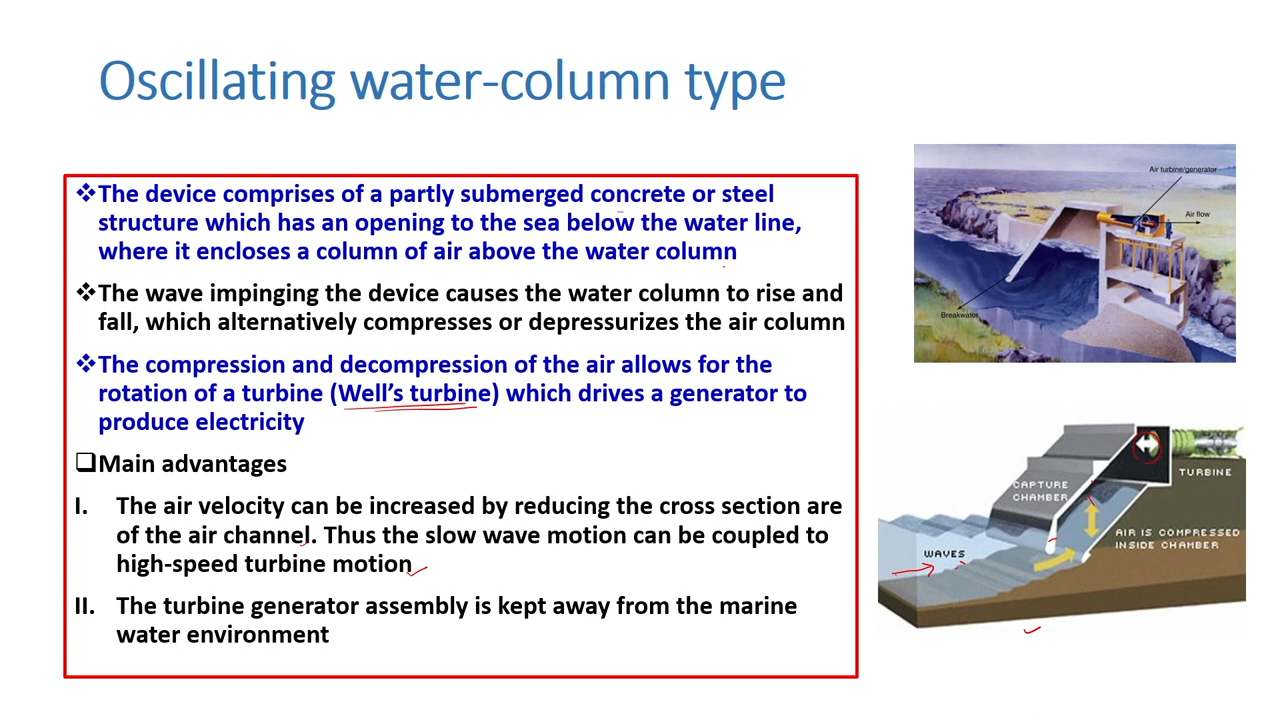 Oscillating water-column type
❖The device comprises of a partly submerged concrete or steel
structure which has an opening to the sea below the water line,
where it encloses a column of air above the water column
❖The wave impinging the device causes the water column to rise and
fall, which alternatively compresses or depressurizes the air column
❖The compression and decompression of the air allows for the
rotation of a turbine (Well’s turbine) which drives a generator to
produce electricity
❑Main advantages
I. The air velocity can be increased by reducing the cross section are
of the air channel. Thus the slow wave motion can be coupled to
high-speed turbine motion
II. The turbine generator assembly is kept away from the marine
water environment
Air turbine/generator
Air flow
Breakwater
TURBINE
CAPTURE
CHAMBER
AIR IS COMPRESSED
INSIDE CHAMBER
WAVES